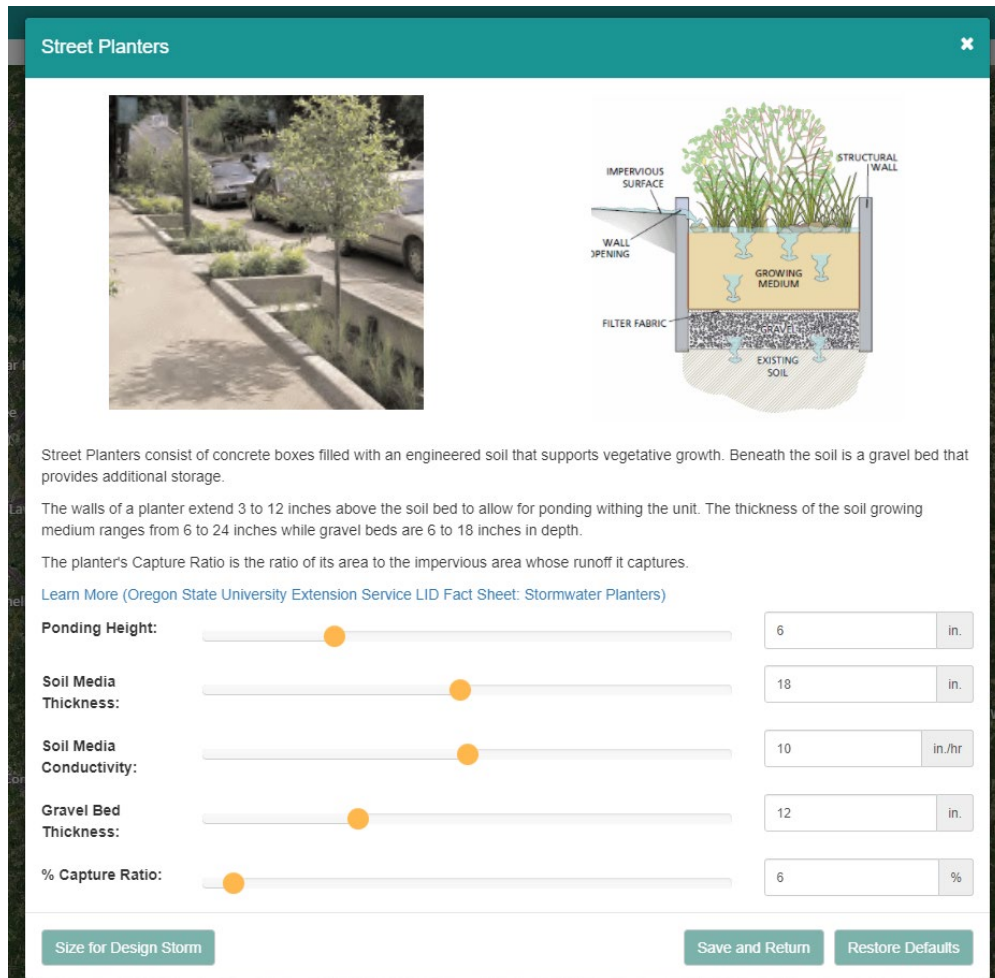 Street Planters
✖
IMPERVIOUS
SURFACE
STRUCTURAL
WALL
WALL
OPENING
GROWING
MEDIUM
FILTER FABRIC
GRAVEL
EXISTING
SOIL
Street Planters consist of concrete boxes filled with an engineered soil that supports vegetative growth. Beneath the soil is a gravel bed that
provides additional storage.
The walls of a planter extend 3 to 12 inches above the soil bed to allow for ponding withing the unit. The thickness of the soil growing
medium ranges from 6 to 24 inches while gravel beds are 6 to 18 inches in depth.
The planter's Capture Ratio is the ratio of its area to the impervious area whose runoff it captures.
Learn More (Oregon State University Extension Service LID Fact Sheet: Stormwater Planters)
Ponding Height: 6 in.
Soil Media
Thickness: 18 in.
Soil Media
Conductivity: 10 in./hr
Gravel Bed
Thickness: 12 in.
% Capture Ratio: 6 %
Size for Design Storm Save and Return Restore Defaults